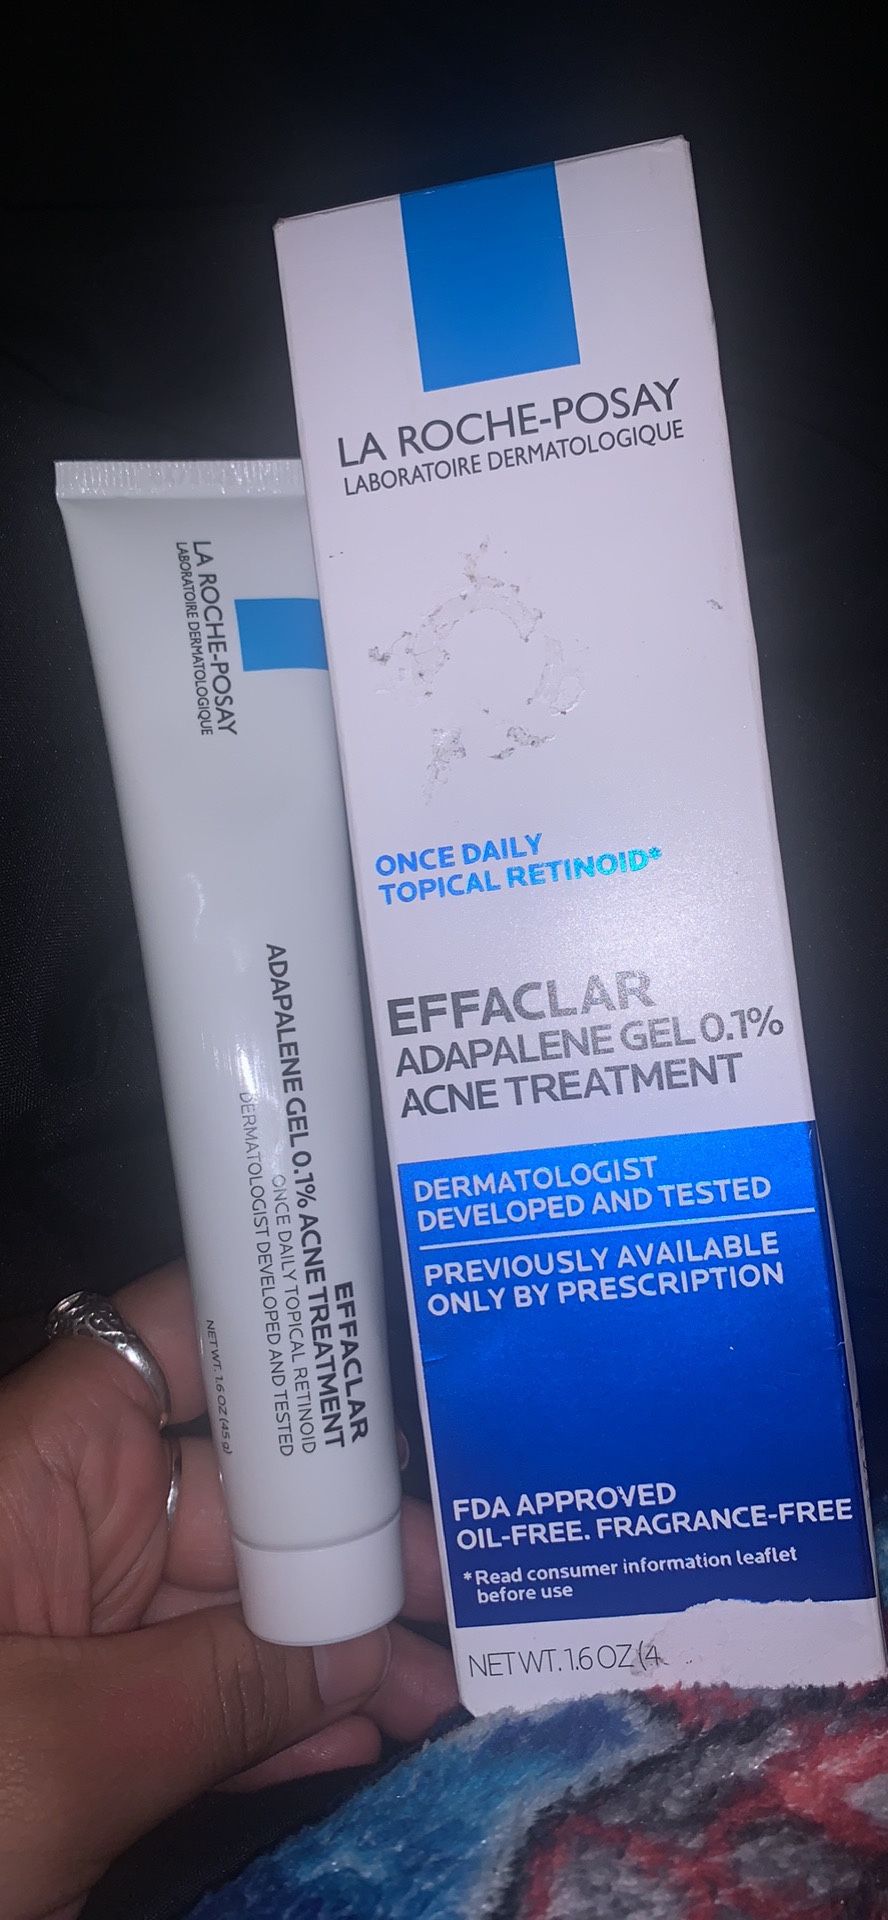 LA ROCHE-POSAY
LABORATOIRE DERMATOLOGIQUE
ONCE DAILY
TOPICAL RETINOID*
EFFACLAR
ADAPALENE GEL 0.1%
ACNE TREATMENT
DERMATOLOGIST
DEVELOPED AND TESTED
PREVIOUSLY AVAILABLE
ONLY BY PRESCRIPTION
FDA APPROVED
OIL-FREE. FRAGRANCE-FREE
*Read consumer information leaflet
before use
NET WT. 1.6 OZ (4
LA ROCHE-POSAY
LABORATOIRE DERMATOLOGIQUE
EFFACLAR
ADAPALENE GEL 0.1% ACNE TREATMENT
ONCE DAILY TOPICAL RETINOID
DERMATOLOGIST DEVELOPED AND TESTED
NET WT. 1.6 OZ (45 g)